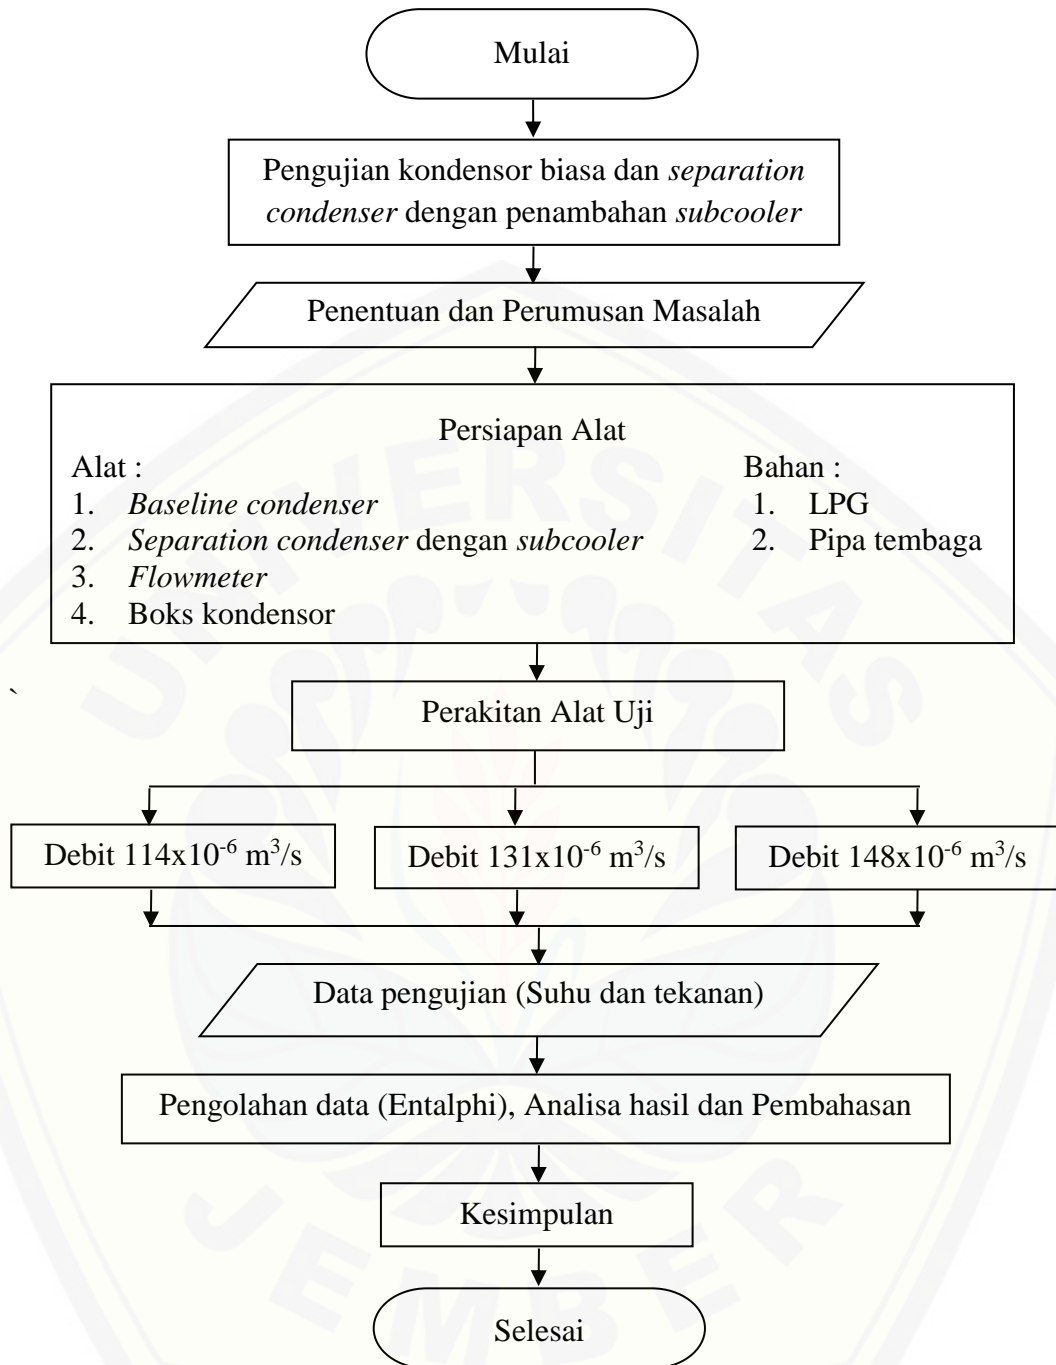 Mulai
Pengujian kondensor biasa dan separation
condenser dengan penambahan subcooler
Penentuan dan Perumusan Masalah
Persiapan Alat
Alat :
1. Baseline condenser
2. Separation condenser dengan subcooler
3. Flowmeter
4. Boks kondensor
Bahan :
1. LPG
2. Pipa tembaga
`
Perakitan Alat Uji
Debit 114x10⁻⁶ m³/s
Debit 131x10⁻⁶ m³/s
Debit 148x10⁻⁶ m³/s
Data pengujian (Suhu dan tekanan)
Pengolahan data (Entalphi), Analisa hasil dan Pembahasan
Kesimpulan
Selesai
UNIVERSITAS
JEMBER